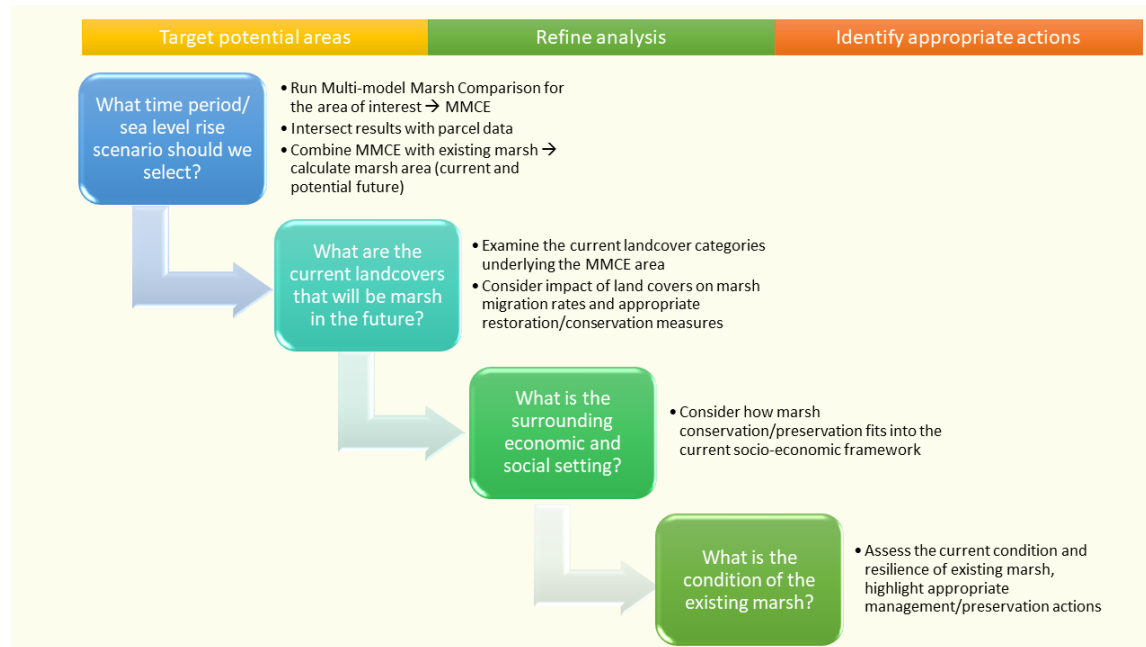 Target potential areas
Refine analysis
Identify appropriate actions
What time period/
sea level rise
scenario should we
select?
• Run Multi-model Marsh Comparison for
the area of interest → MMCE
• Intersect results with parcel data
• Combine MMCE with existing marsh →
calculate marsh area (current and
potential future)
What are the
current landcovers
that will be marsh
in the future?
• Examine the current landcover categories
underlying the MMCE area
• Consider impact of land covers on marsh
migration rates and appropriate
restoration/conservation measures
What is the
surrounding
economic and
social setting?
• Consider how marsh
conservation/preservation fits into the
current socio-economic framework
What is the
condition of the
existing marsh?
• Assess the current condition and
resilience of existing marsh,
highlight appropriate
management/preservation actions